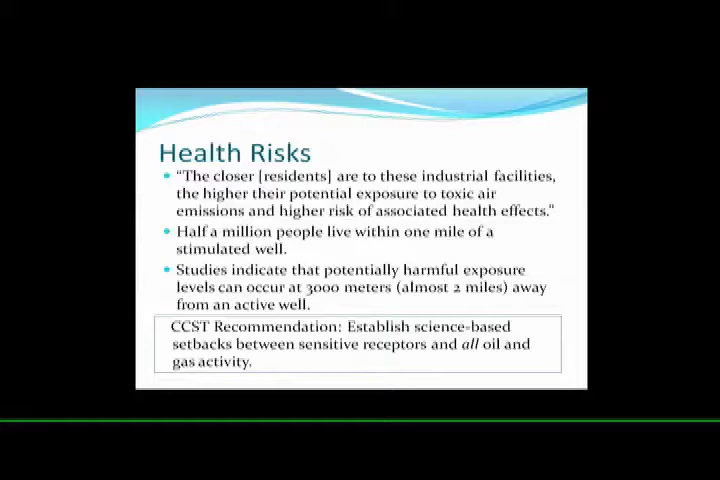 Health Risks
“The closer [residents] are to these industrial facilities,
the higher their potential exposure to toxic air
emissions and higher risk of associated health effects.”
Half a million people live within one mile of a
stimulated well.
Studies indicate that potentially harmful exposure
levels can occur at 3000 meters (almost 2 miles) away
from an active well.
CCST Recommendation: Establish science-based
setbacks between sensitive receptors and all oil and
gas activity.